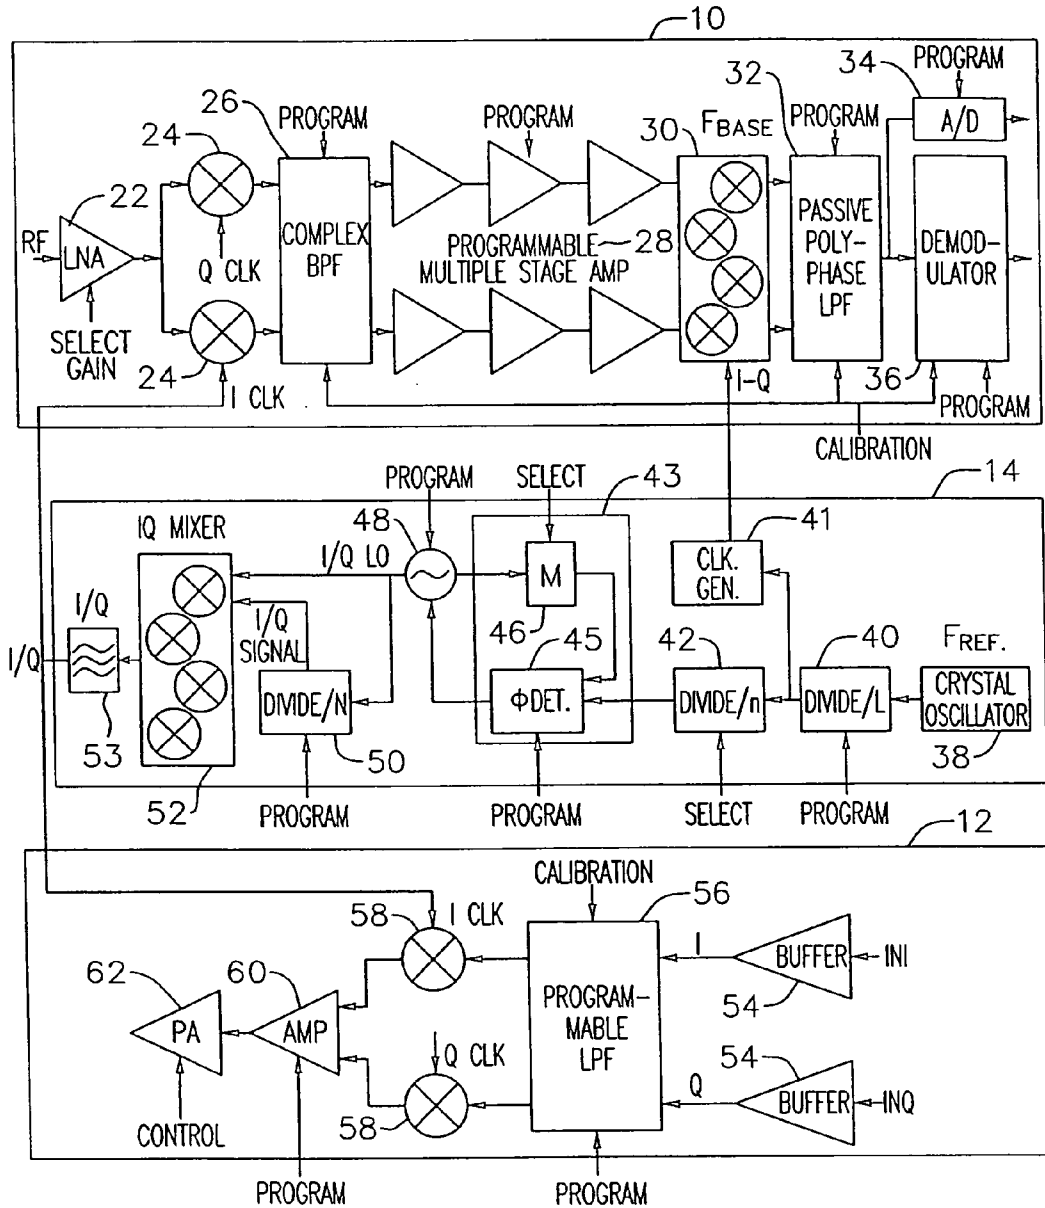 10
PROGRAM
34
A/D
32
PROGRAM
26
PROGRAM
PROGRAM
30
FBASE
24
22
RF
LNA
Q CLK
COMPLEX
BPF
PROGRAMMABLE
MULTIPLE STAGE AMP
28
PASSIVE
POLY-
PHASE
LPF
DEMOD-
ULATOR
SELECT
GAIN
24
I CLK
I-Q
36
PROGRAM
CALIBRATION
PROGRAM
SELECT
43
14
IQ MIXER
48
41
I/Q LO
M
CLK.
GEN.
I/Q
I/Q
I/Q
SIGNAL
46
45
42
40
FREF.
DIVIDE/N
ΦDET.
DIVIDE/n
DIVIDE/L
CRYSTAL
OSCILLATOR
53
50
38
52
PROGRAM
PROGRAM
SELECT
PROGRAM
12
CALIBRATION
58
I CLK
56
I
BUFFER
INI
62
60
54
PA
AMP
PROGRAM-
MABLE
LPF
Q CLK
54
Q
BUFFER
INQ
58
CONTROL
PROGRAM
PROGRAM